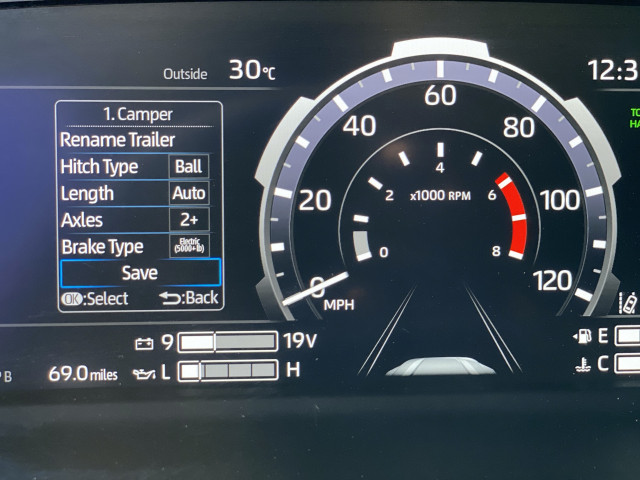 Outside 30°C
12:3
TO
HA
1. Camper
Rename Trailer
Hitch Type Ball
Length Auto
Axles 2+
Brake Type Electric (5000+lb)
Save
OK:Select :Back
0 20 40 60 80 100 120
MPH
0 2 4 6 8
x1000 RPM
9 19V
L H
B 69.0 miles
E
C